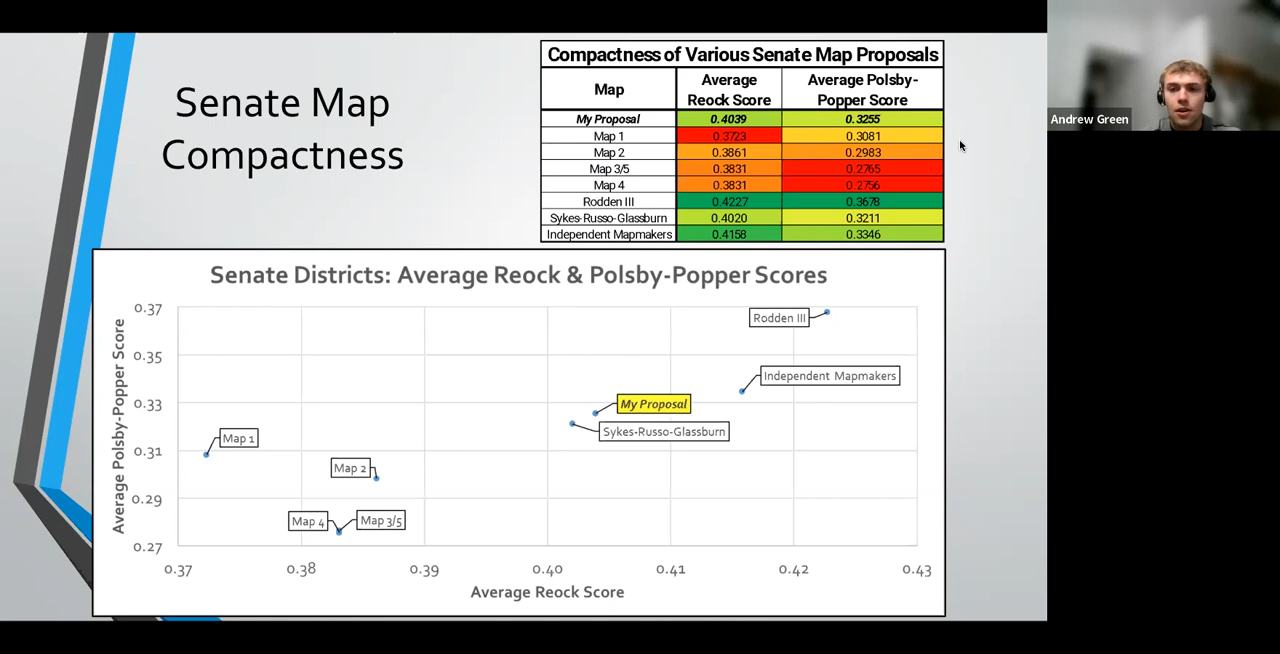 Senate Map
Compactness
Compactness of Various Senate Map Proposals
Map
Average
Reock Score
Average Polsby-
Popper Score
My Proposal 0.4039 0.3255
Map 1 0.3723 0.3081
Map 2 0.3861 0.2983
Map 3/5 0.3831 0.2765
Map 4 0.3831 0.2756
Rodden III 0.4227 0.3678
Sykes-Russo-Glassburn 0.4020 0.3211
Independent Mapmakers 0.4158 0.3346
Andrew Green
Senate Districts: Average Reock & Polsby-Popper Scores
Average Polsby-Popper Score
0.37
0.35
0.33
0.31
0.29
0.27
Rodden III
Independent Mapmakers
My Proposal
Sykes-Russo-Glassburn
Map 1
Map 2
Map 4
Map 3/5
0.37 0.38 0.39 0.40 0.41 0.42 0.43
Average Reock Score